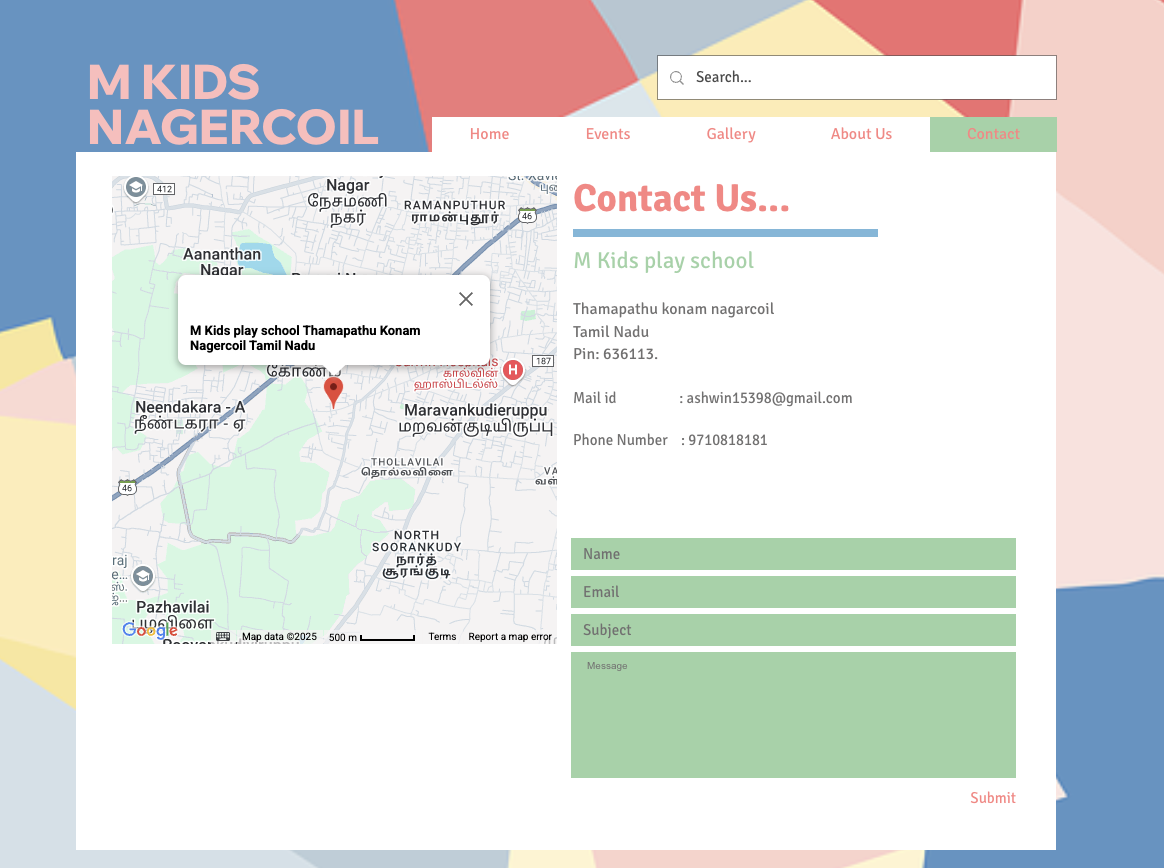 M KIDS
NAGERCOIL
Search...
Home
Events
Gallery
About Us
Contact
412
Nagar
நேசமணி
நகர்
RAMANPUTHUR
ராமன்புதூர்
46
Aananthan
Nagar
M Kids play school Thamapathu Konam
Nagercoil Tamil Nadu
187
கால்வின்
ஹாஸ்பிடல்ஸ்
H
Neendakara - A
நீண்டகரா - ஏ
Maravankudieruppu
மறவன்குடியிருப்பு
THOLLAVILAI
தொல்லவிளை
46
NORTH
SOORANKUDY
நார்த்
சூரங்குடி
Pazhavilai
பழவிளை
Google
Map data ©2025
500 m
Terms
Report a map error
Contact Us...
M Kids play school
Thamapathu konam nagarcoil
Tamil Nadu
Pin: 636113.
Mail id : ashwin15398@gmail.com
Phone Number : 9710818181
Name
Email
Subject
Message
Submit